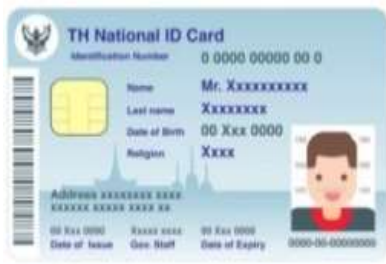 TH National ID Card
Identification Number 0 0000 00000 00 0
Name Mr. Xxxxxxxxxx
Last name Xxxxxxxx
Date of Birth 00 Xxx 0000
Religion Xxxx
Address xxxxxxxx xxxx
xxxxxx xxxxx xxxx xx
00 Xxx 0000 Xxxxx xxxx 00 Xxx 0000
Date of Issue Gov. Staff Date of Expiry 0000-00-00000000